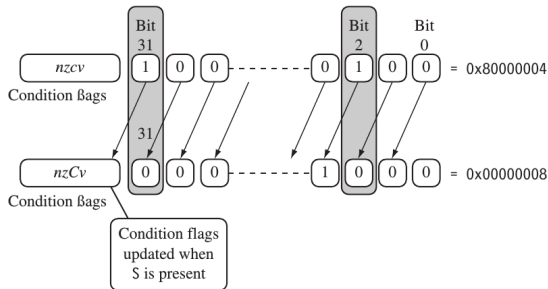 Bit Bit Bit
31 2 0
nzcv 1 0 0 0 1 0 0 = 0x80000004
Condition ßags
31
nzCv 0 0 0 1 0 0 0 = 0x00000008
Condition ßags
Condition flags
updated when
S is present